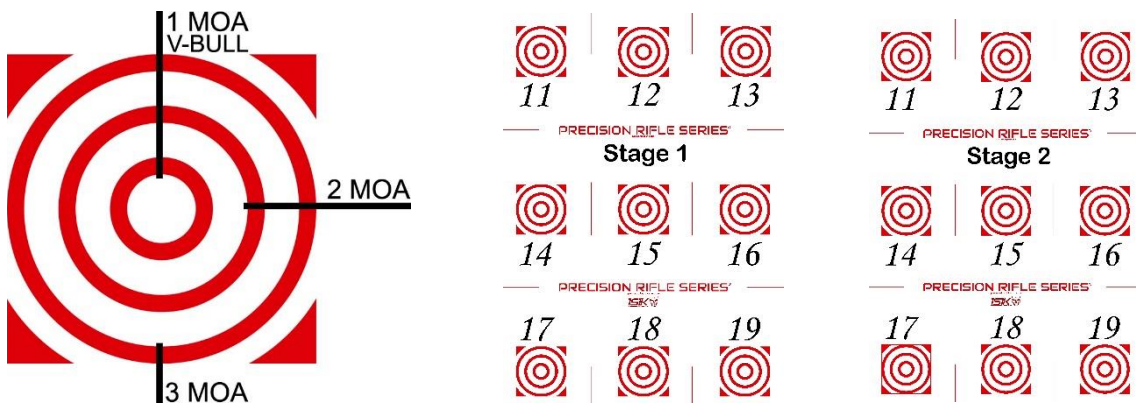 1 MOA
V-BULL
2 MOA
3 MOA
11 12 13
PRECISION RIFLE SERIES
Stage 1
14 15 16
PRECISION RIFLE SERIES
17 18 19
11 12 13
PRECISION RIFLE SERIES
Stage 2
14 15 16
PRECISION RIFLE SERIES
17 18 19